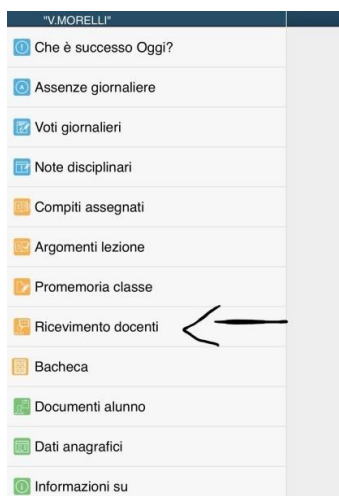 "V.MORELLI"
Che è successo Oggi?
Assenze giornaliere
Voti giornalieri
Note disciplinari
Compiti assegnati
Argomenti lezione
Promemoria classe
Ricevimento docenti
Bacheca
Documenti alunno
Dati anagrafici
Informazioni su